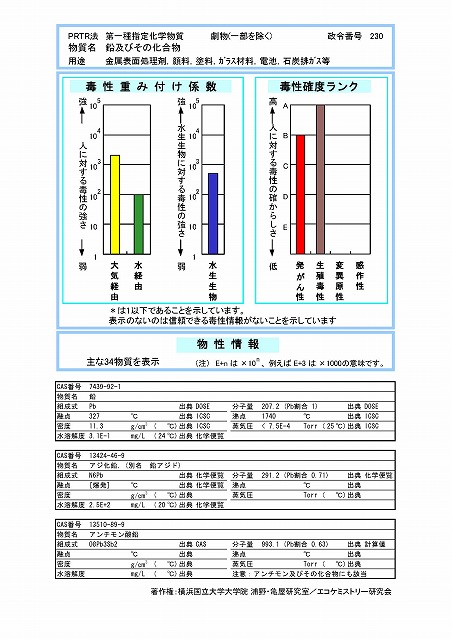 PRTR法 第一種指定化学物質 劇物(一部を除く) 政令番号 230
物質名 鉛及びその化合物
用途 金属表面処理剤, 顔料, 塗料, ガラス材料, 電池, 石炭排ガス等
毒性重み付け係数 毒性確度ランク
強 10⁵ 10⁴ 10³ 10² 10 1 弱
人に対する毒性の強さ
大気経由 水経由
強 10⁵ 10⁴ 10³ 10² 10 1 弱
水生生物に対する毒性の強さ
水生生物
高 A B C D E 低
人に対する毒性の確からしさ
発がん性 生殖毒性 変異原性 感作性
*は1以下であることを示しています。
表示のないのは信頼できる毒性情報がないことを示しています
物性情報
主な34物質を表示 (注) E+n は ×10ⁿ 、例えば E+3 は ×1000の意味です。
CAS番号 7439-92-1
物質名 鉛
組成式 Pb 出典 DOSE 分子量 207.2 (Pb割合 1) 出典 DOSE
融点 327 ℃ 出典 ICSC 沸点 1740 ℃ 出典 ICSC
密度 11.3 g/cm³ ( ℃) 出典 ICSC 蒸気圧 < 7.5E-4 Torr (25℃) 出典 ICSC
水溶解度 3.1E-1 mg/L (24℃) 出典 化学便覧
CAS番号 13424-46-9
物質名 アジ化鉛, (別名 鉛アジド)
組成式 N6Pb 出典 化学便覧 分子量 291.2 (Pb割合 0.71) 出典 化学便覧
融点 [爆発] ℃ 出典 化学便覧 沸点 ℃ 出典
密度 g/cm³ ( ℃) 出典 蒸気圧 Torr ( ℃) 出典
水溶解度 2.5E+2 mg/L (20℃) 出典 化学便覧
CAS番号 13510-89-9
物質名 アンチモン酸鉛
組成式 O8Pb3Sb2 出典 CAS 分子量 993.1 (Pb割合 0.63) 出典 計算値
融点 ℃ 出典 沸点 ℃ 出典
密度 g/cm³ ( ℃) 出典 蒸気圧 Torr ( ℃) 出典
水溶解度 mg/L ( ℃) 出典 注意：アンチモン及びその化合物にも該当
著作権：横浜国立大学大学院 浦野・亀屋研究室／エコケミストリー研究会